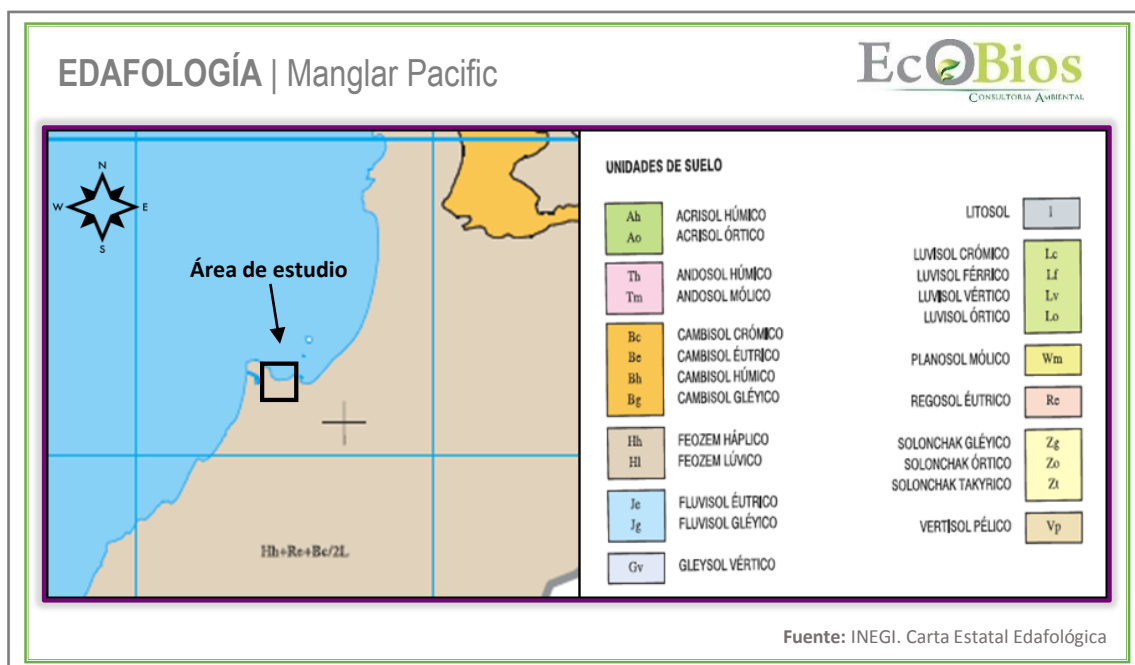 EDAFOLOGÍA | Manglar Pacific
EcOBios
CONSULTORIA AMBIENTAL
N
W E
S
Área de estudio
Hh+Re+Bc/2L
UNIDADES DE SUELO
Ah ACRISOL HÚMICO
Ao ACRISOL ÓRTICO
Th ANDOSOL HÚMICO
Tm ANDOSOL MÓLICO
Bc CAMBISOL CRÓMICO
Be CAMBISOL ÉUTRICO
Bh CAMBISOL HÚMICO
Bg CAMBISOL GLÉYICO
Hh FEOZEM HÁPLICO
Hl FEOZEM LÚVICO
Je FLUVISOL ÉUTRICO
Jg FLUVISOL GLÉYICO
Gv GLEYSOL VÉRTICO
LITOSOL I
LUVISOL CRÓMICO Lc
LUVISOL FÉRRICO Lf
LUVISOL VÉRTICO Lv
LUVISOL ÓRTICO Lo
PLANOSOL MÓLICO Wm
REGOSOL ÉUTRICO Re
SOLONCHAK GLÉYICO Zg
SOLONCHAK ÓRTICO Zo
SOLONCHAK TAKYRICO Zt
VERTISOL PÉLICO Vp
Fuente: INEGI. Carta Estatal Edafológica